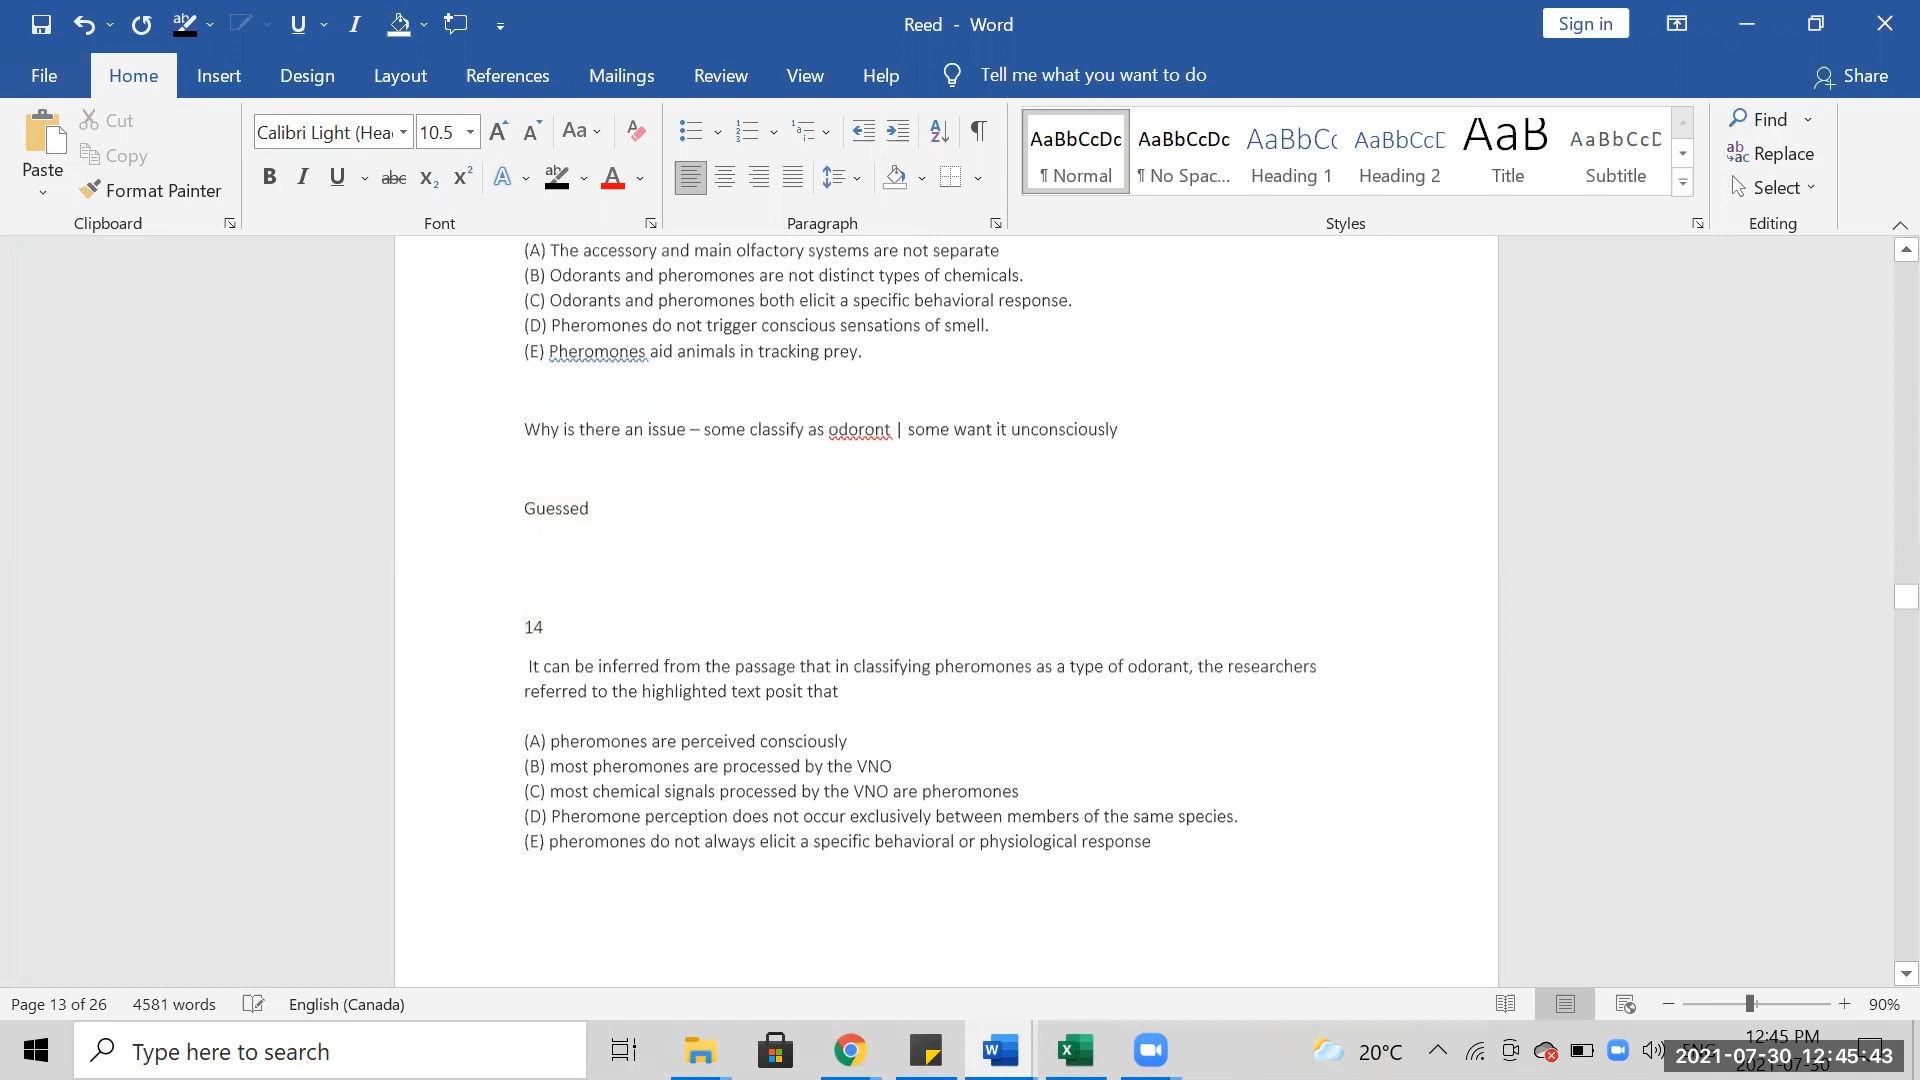 Reed - Word
Sign in
File Home Insert Design Layout References Mailings Review View Help Tell me what you want to do Share
Paste Cut Copy Format Painter
Clipboard
Calibri Light (Hea 10.5 Aa
B I U abc X₂ X² A A
Font
Paragraph
AaBbCcDc AaBbCcDc AaBbCc AaBbCcD AaB AaBbCcD
¶ Normal ¶ No Spac... Heading 1 Heading 2 Title Subtitle
Styles
Find
Replace
Select
Editing
(A) The accessory and main olfactory systems are not separate
(B) Odorants and pheromones are not distinct types of chemicals.
(C) Odorants and pheromones both elicit a specific behavioral response.
(D) Pheromones do not trigger conscious sensations of smell.
(E) Pheromones aid animals in tracking prey.
Why is there an issue – some classify as odoront | some want it unconsciously
Guessed
14
It can be inferred from the passage that in classifying pheromones as a type of odorant, the researchers
referred to the highlighted text posit that
(A) pheromones are perceived consciously
(B) most pheromones are processed by the VNO
(C) most chemical signals processed by the VNO are pheromones
(D) Pheromone perception does not occur exclusively between members of the same species.
(E) pheromones do not always elicit a specific behavioral or physiological response
Page 13 of 26 4581 words English (Canada) 90%
Type here to search
20°C
12:45 PM
2021-07-30 12:45:43